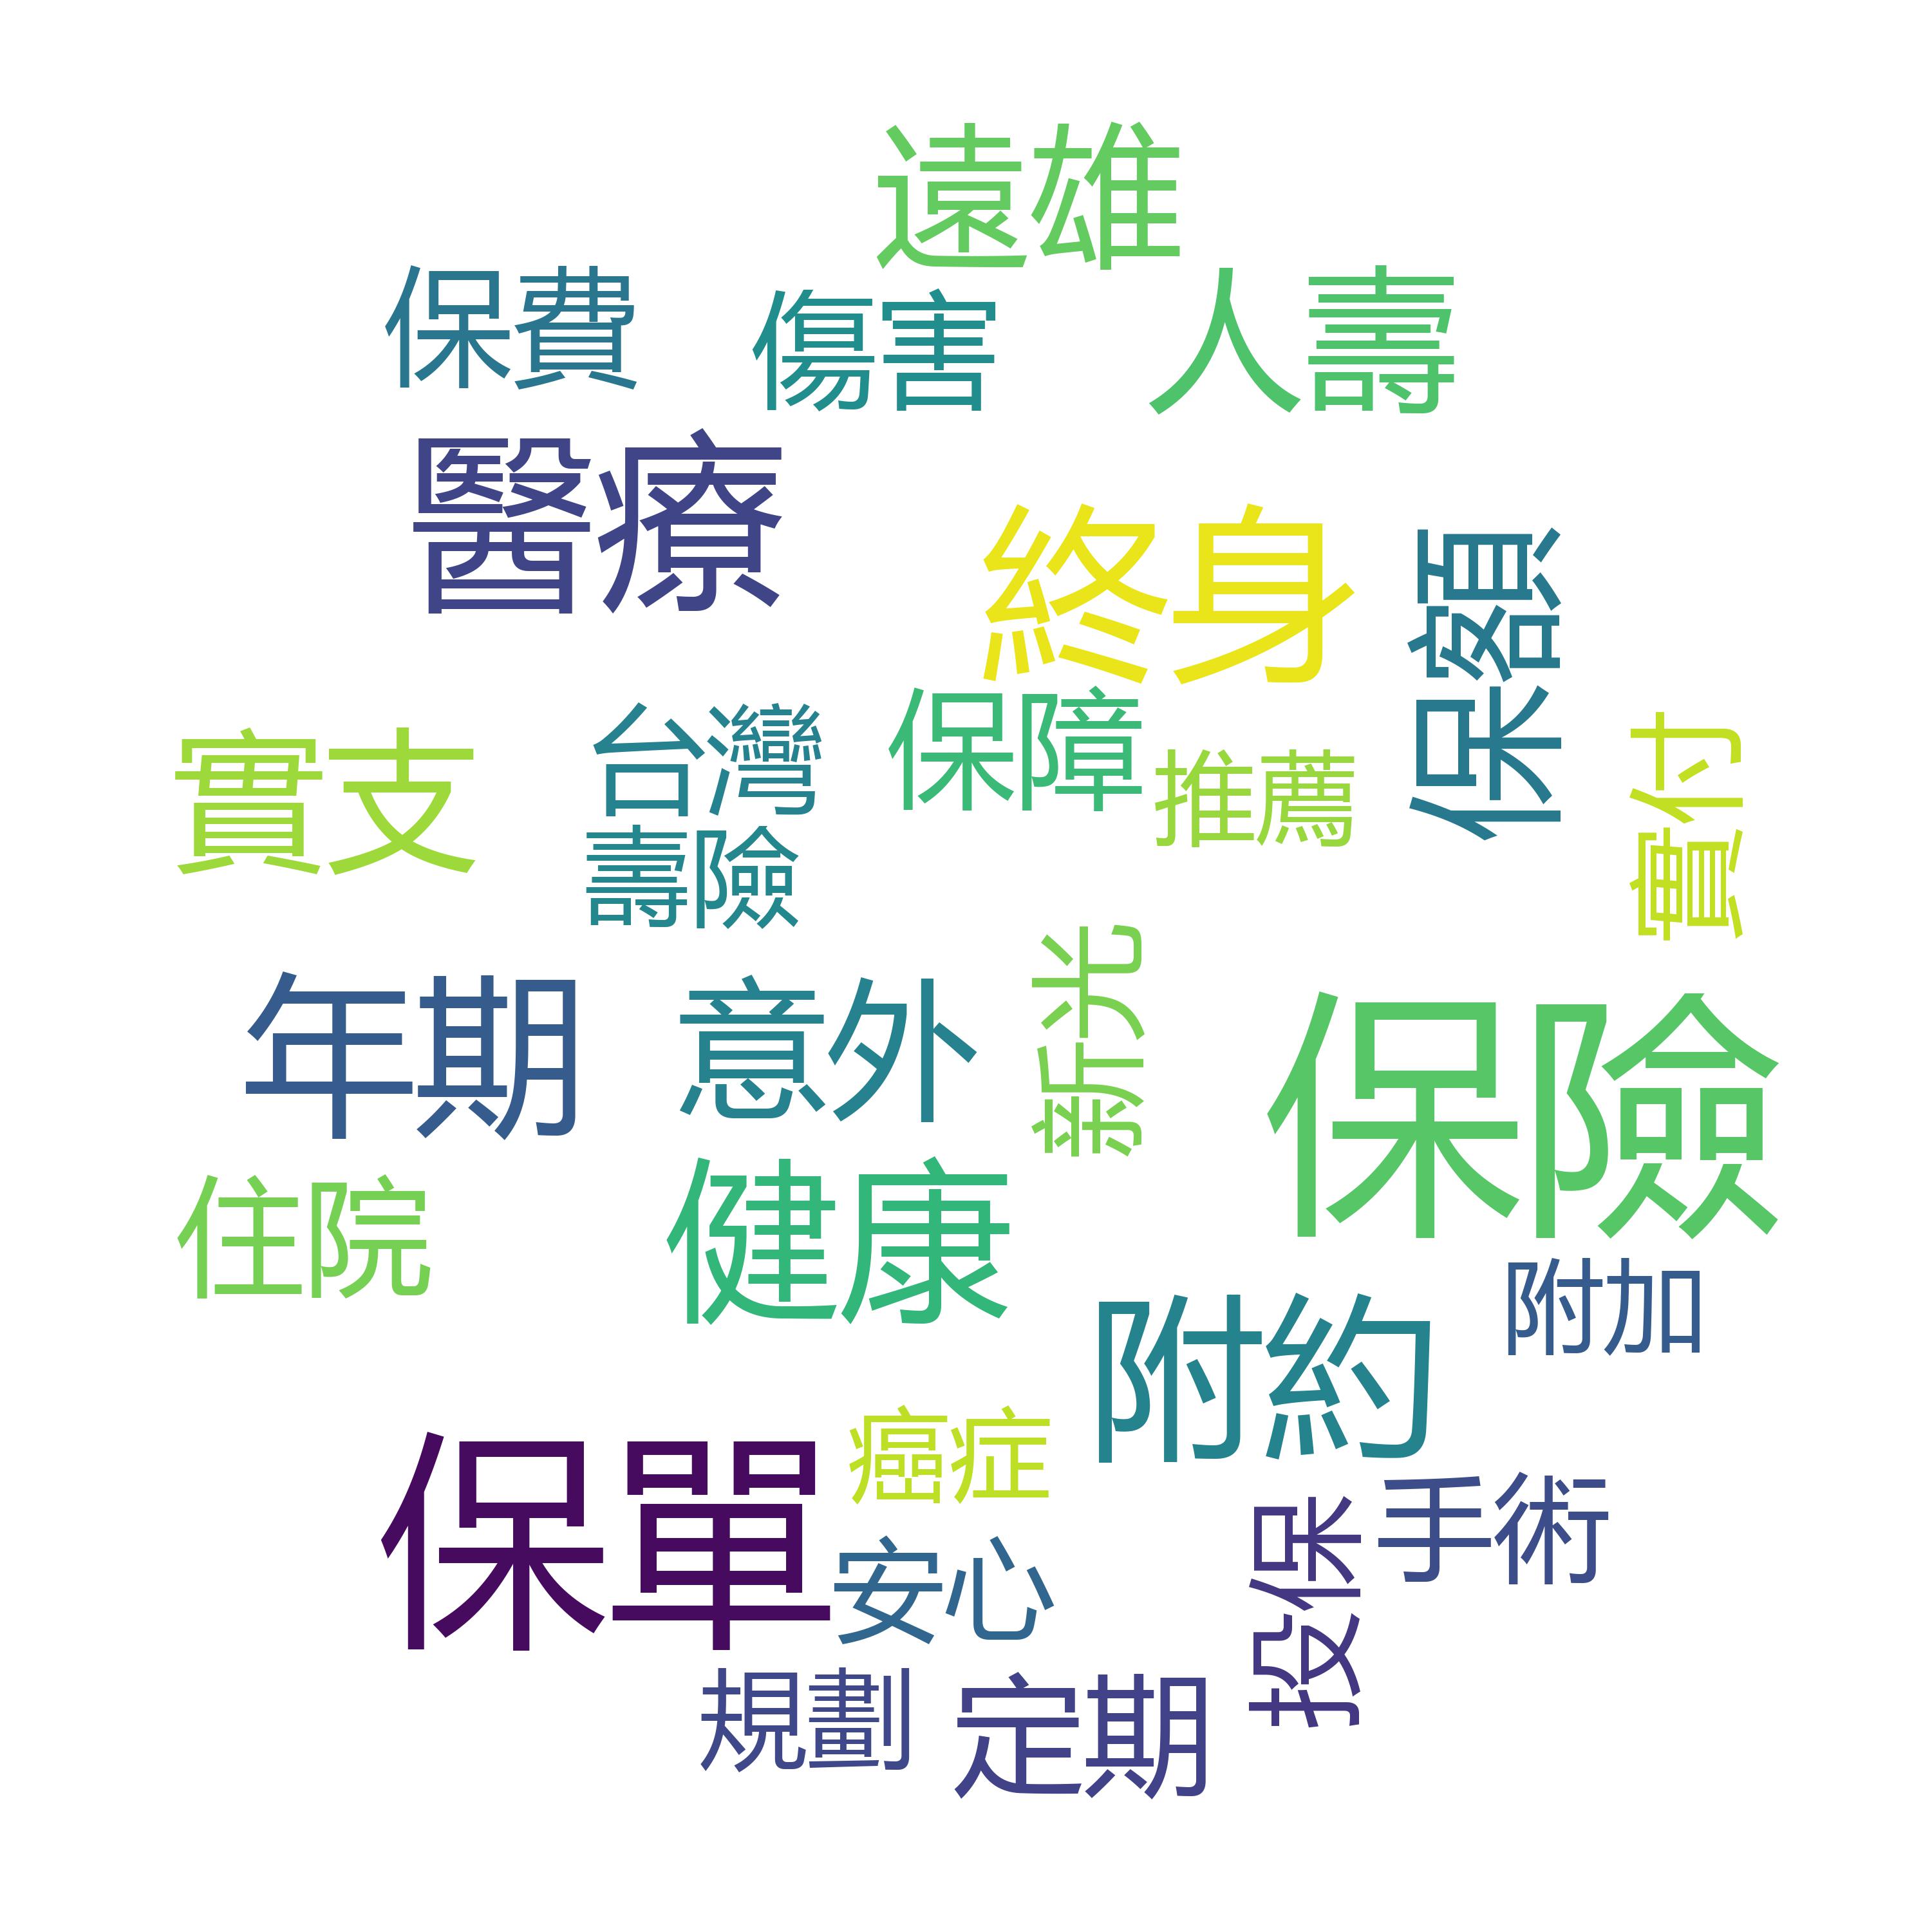 遠雄
保費
傷害
人壽
醫療
終身
保額
實支
台灣
保障
推薦
實付
壽險
新光
年期
意外
保險
住院
健康
附加
附約
癌症
保單
手術
投保
安心
規劃
定期